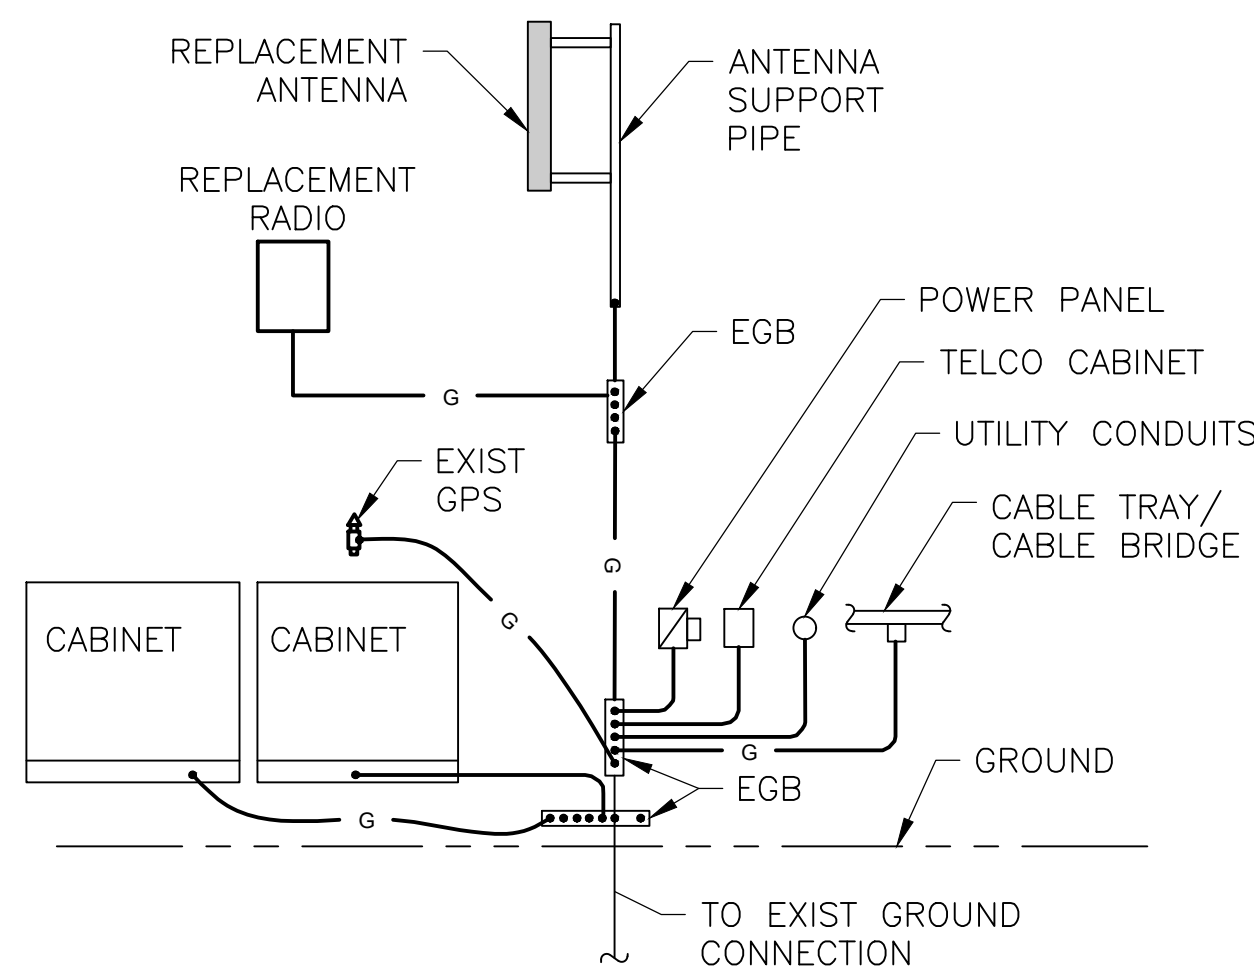 REPLACEMENT
ANTENNA
ANTENNA
SUPPORT
PIPE
REPLACEMENT
RADIO
POWER PANEL
EGB
TELCO CABINET
G
UTILITY CONDUITS
EXIST
GPS
CABLE TRAY/
CABLE BRIDGE
G
G
CABINET
CABINET
G
GROUND
EGB
G
TO EXIST GROUND
CONNECTION